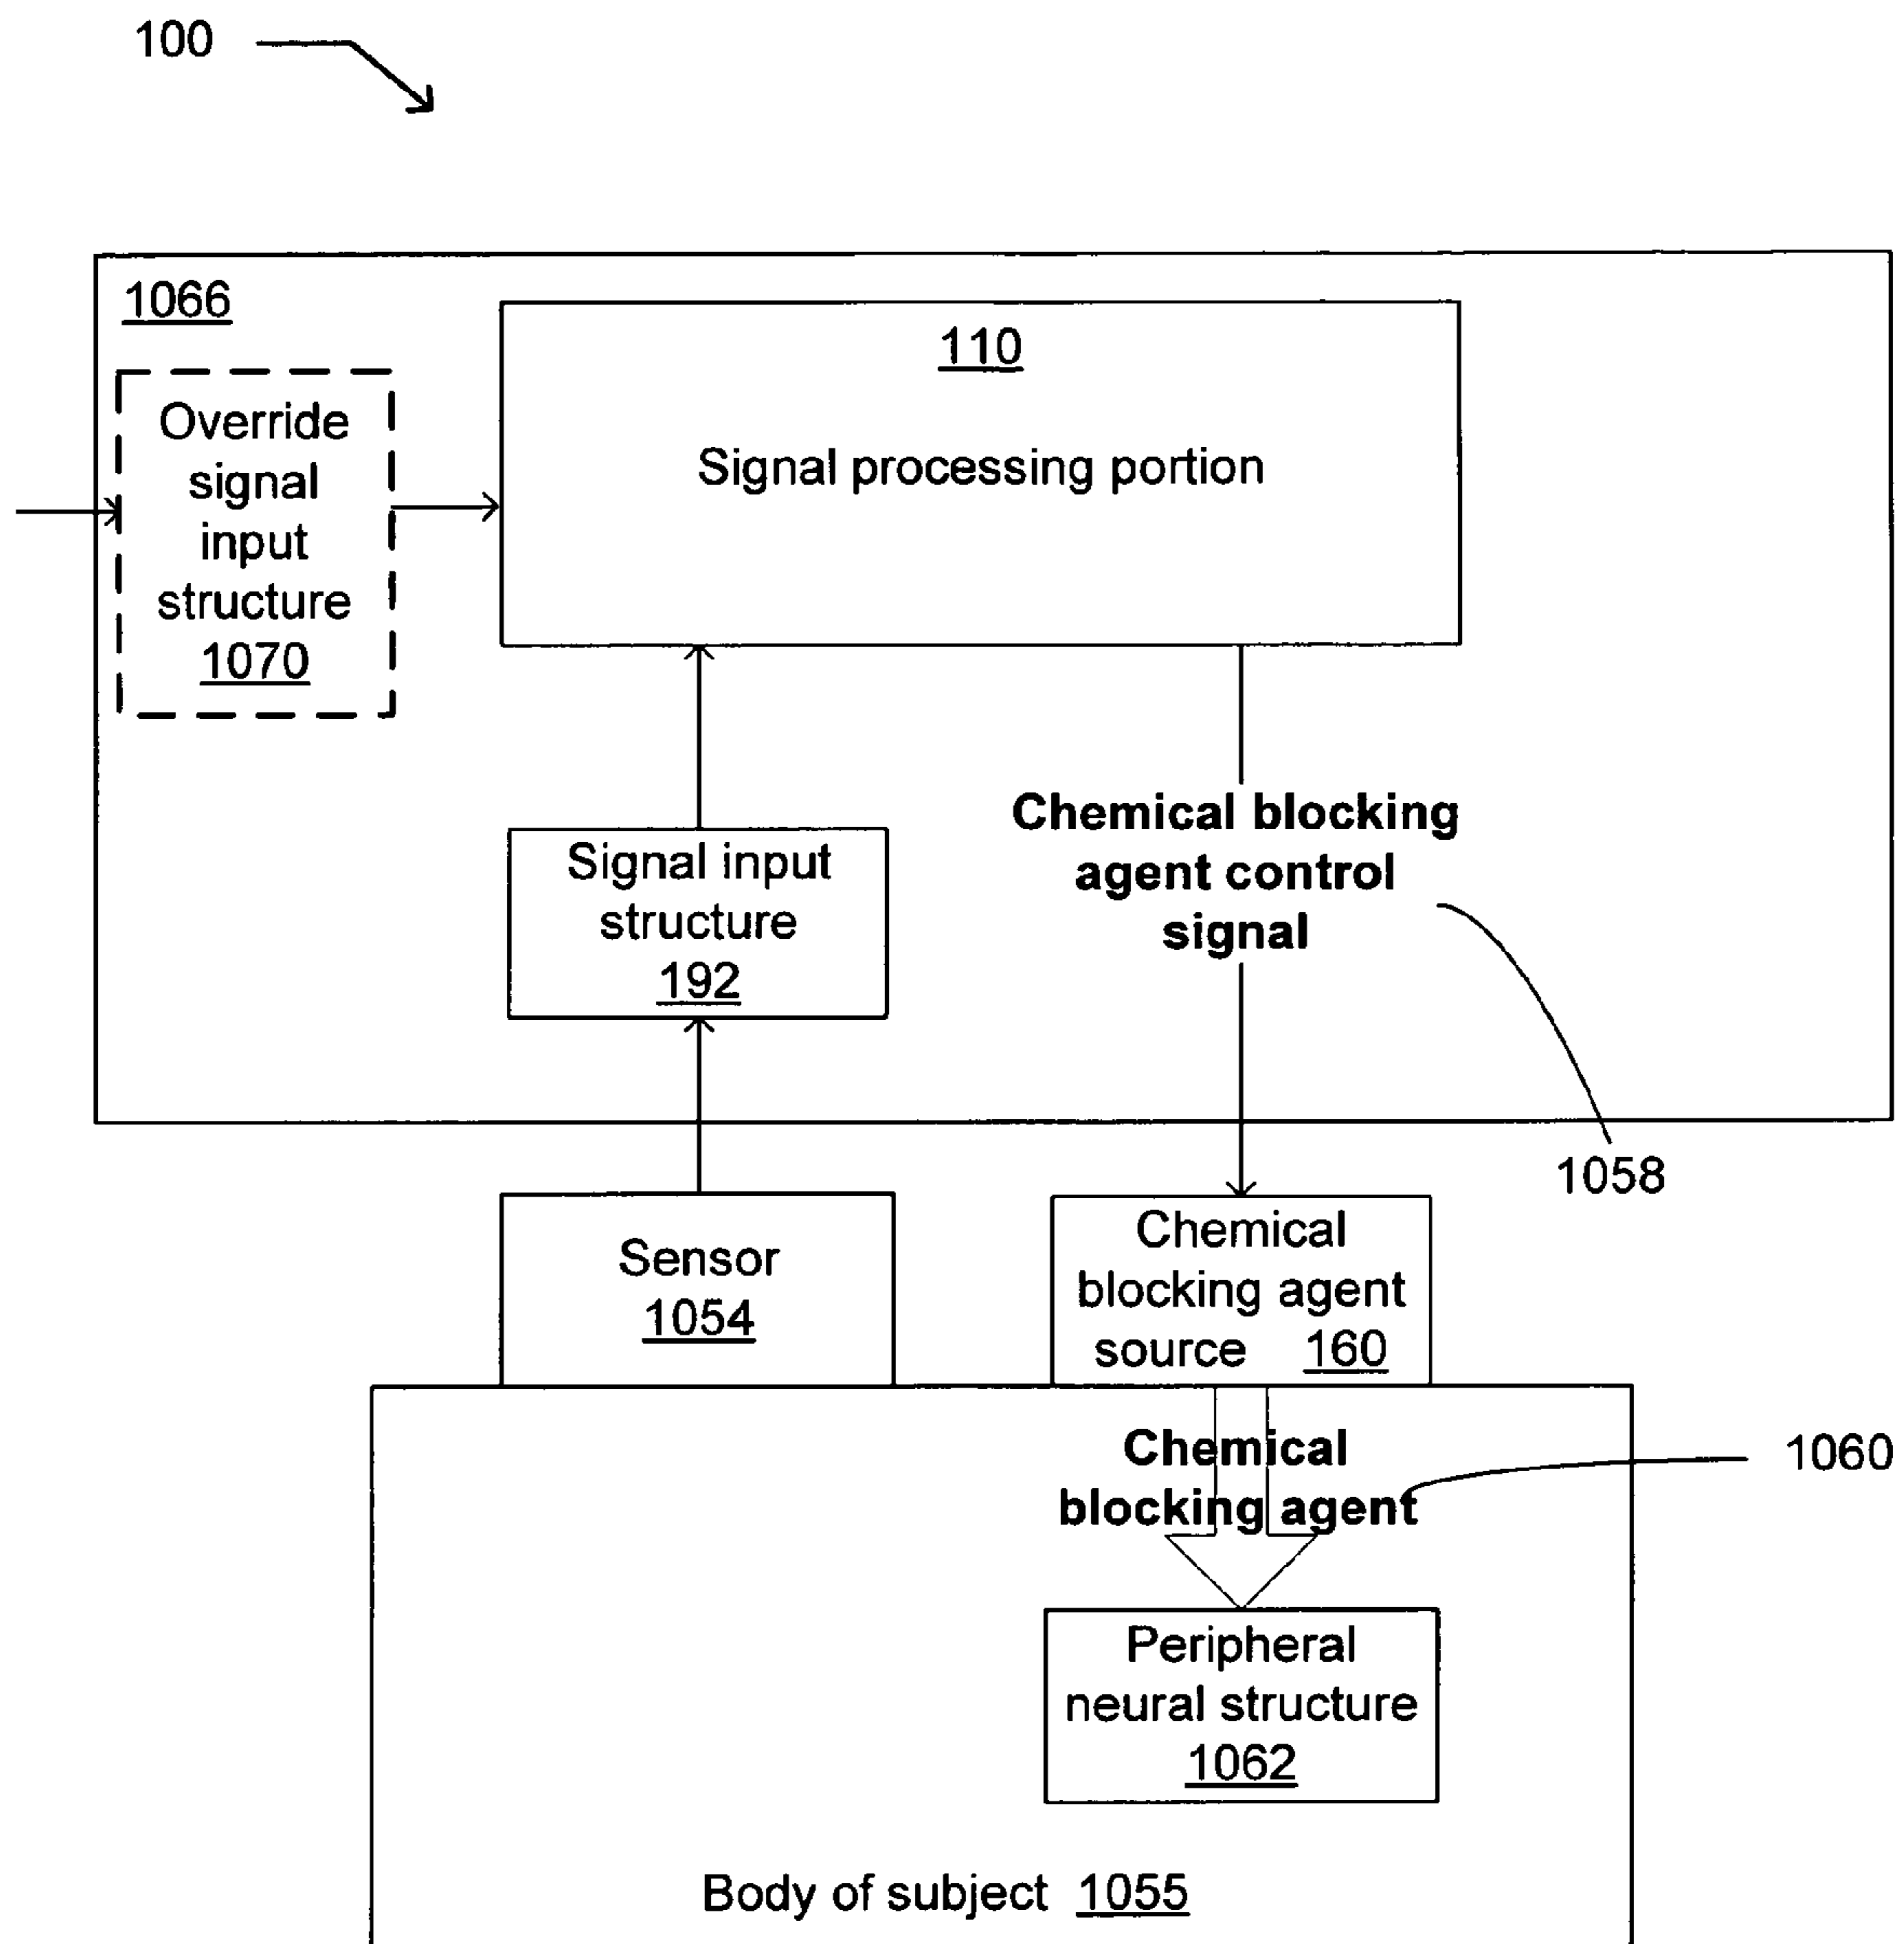 100
1066
110
Override
signal
input
structure
1070
Signal processing portion
Signal input
structure
192
Chemical blocking
agent control
signal
1058
Sensor
1054
Chemical
blocking agent
source 160
Chemical
blocking agent
1060
Peripheral
neural structure
1062
Body of subject 1055